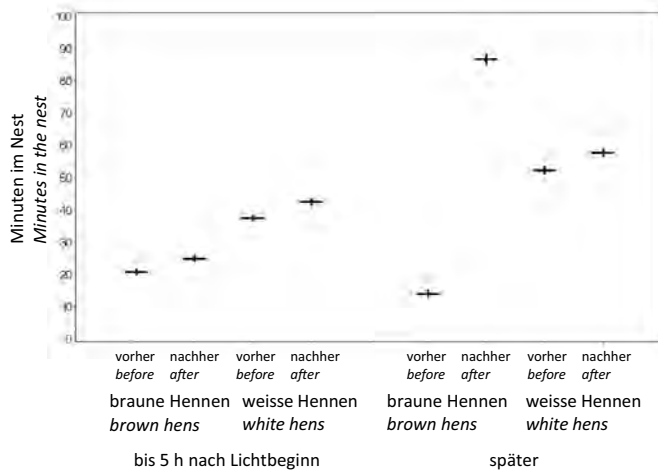 Minuten im Nest
Minutes in the nest
100
90
80
70
60
50
40
30
20
10
0
vorher nachher vorher nachher vorher nachher vorher nachher
before after before after before after before after
braune Hennen weisse Hennen braune Hennen weisse Hennen
brown hens white hens brown hens white hens
bis 5 h nach Lichtbeginn später